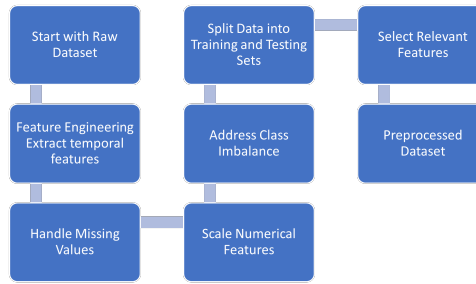 Start with Raw
Dataset
Feature Engineering
Extract temporal
features
Handle Missing
Values
Scale Numerical
Features
Address Class
Imbalance
Split Data into
Training and Testing
Sets
Select Relevant
Features
Preprocessed
Dataset